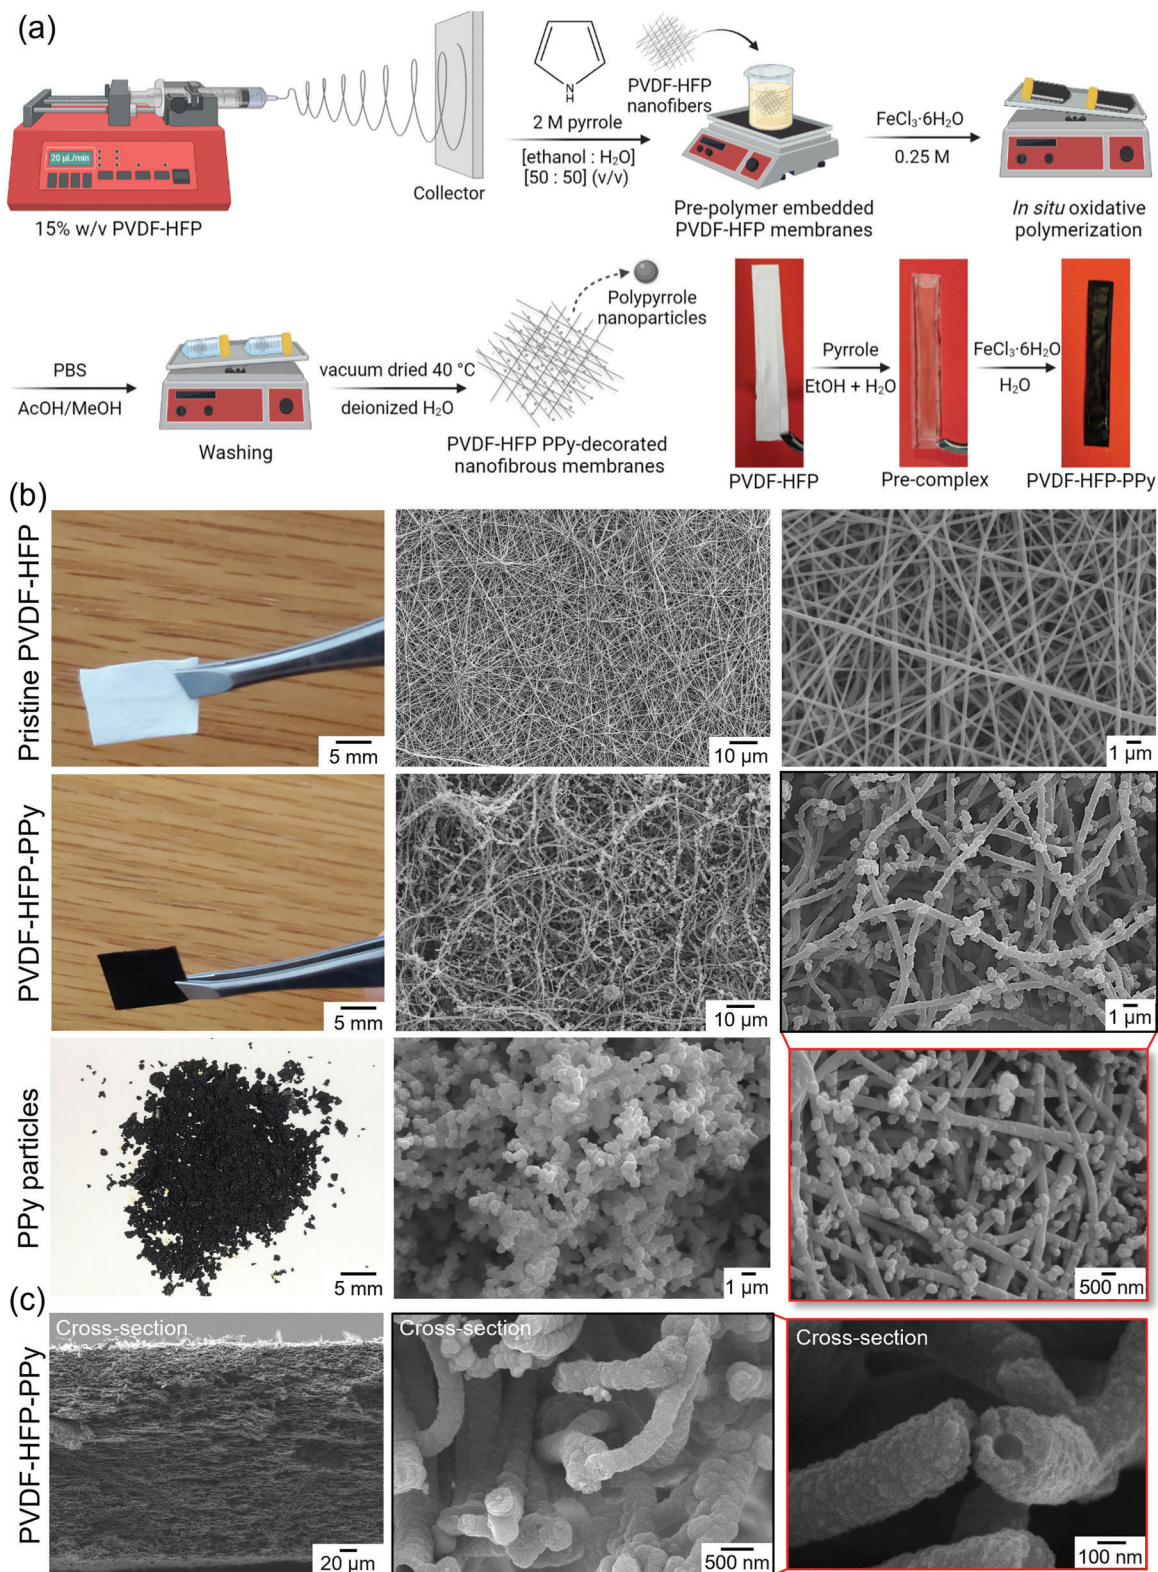 (a)
20 µL/min
15% w/v PVDF-HFP
Collector
N
H
2 M pyrrole
[ethanol : H₂O]
[50 : 50] (v/v)
PVDF-HFP
nanofibers
Pre-polymer embedded
PVDF-HFP membranes
FeCl₃·6H₂O
0.25 M
In situ oxidative
polymerization
PBS
AcOH/MeOH
Washing
vacuum dried 40 °C
deionized H₂O
Polypyrrole
nanoparticles
PVDF-HFP PPy-decorated
nanofibrous membranes
PVDF-HFP
Pyrrole
EtOH + H₂O
Pre-complex
FeCl₃·6H₂O
H₂O
PVDF-HFP-PPy
(b)
Pristine PVDF-HFP
5 mm
10 µm
1 µm
PVDF-HFP-PPy
5 mm
10 µm
1 µm
PPy particles
5 mm
1 µm
500 nm
(c)
PVDF-HFP-PPy
Cross-section
20 µm
Cross-section
500 nm
Cross-section
100 nm